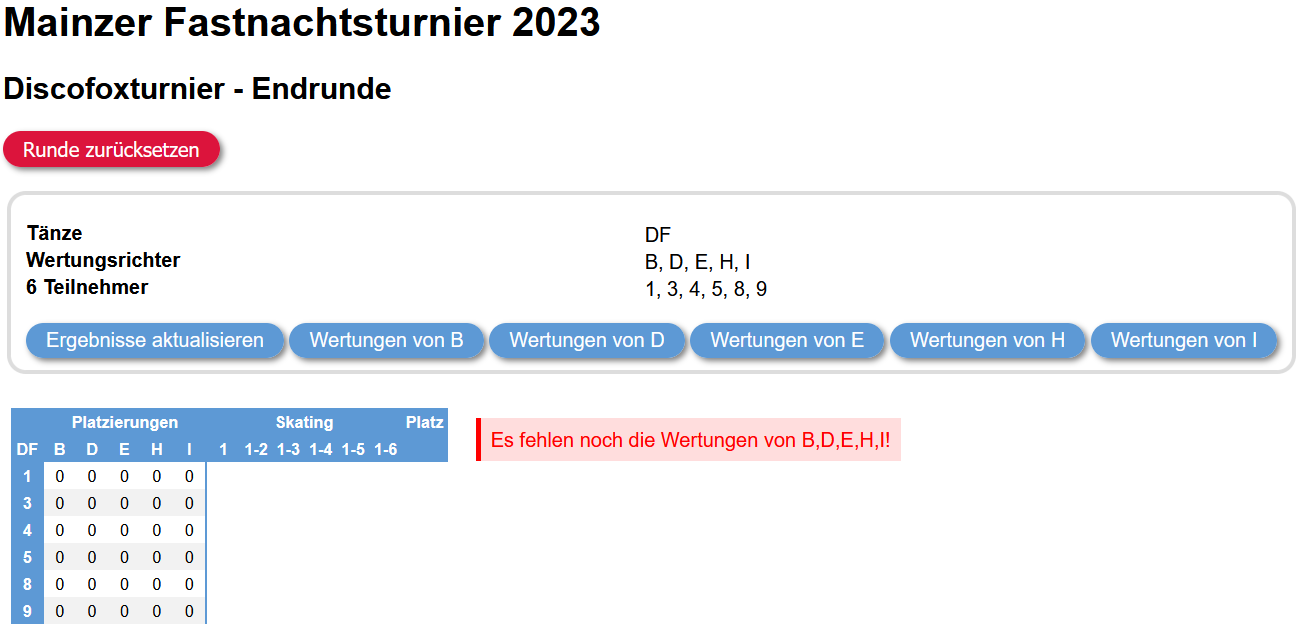 Mainzer Fastnachtsturnier 2023
Discofoxturnier - Endrunde
Runde zurücksetzen
Tänze DF
Wertungsrichter B, D, E, H, I
6 Teilnehmer 1, 3, 4, 5, 8, 9
Ergebnisse aktualisieren Wertungen von B Wertungen von D Wertungen von E Wertungen von H Wertungen von I
Platzierungen Skating Platz
DF B D E H I 1 1-2 1-3 1-4 1-5 1-6
1 0 0 0 0 0
3 0 0 0 0 0
4 0 0 0 0 0
5 0 0 0 0 0
8 0 0 0 0 0
9 0 0 0 0 0
Es fehlen noch die Wertungen von B,D,E,H,I!